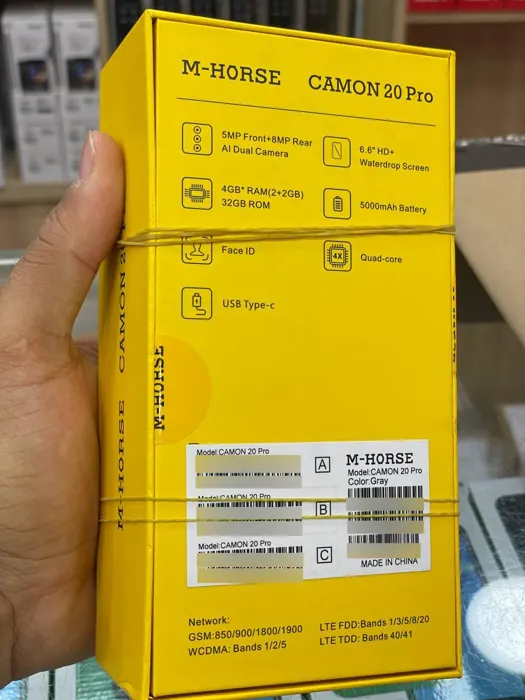 M-HORSE CAMON 20 Pro
5MP Front+8MP Rear
AI Dual Camera
6.6" HD+
Waterdrop Screen
4GB* RAM(2+2GB)
32GB ROM
5000mAh Battery
Face ID
4X
Quad-core
USB Type-c
M-HORSE CAMON 2
M-HORSE
Model:CAMON 20 Pro
A
Model:CAMON 20 Pro
B
Model:CAMON 20 Pro
C
M-HORSE
Model:CAMON 20 Pro
Color:Gray
MADE IN CHINA
Network:
GSM:850/900/1800/1900
WCDMA: Bands 1/2/5
LTE FDD:Bands 1/3/5/8/20
LTE TDD: Bands 40/41